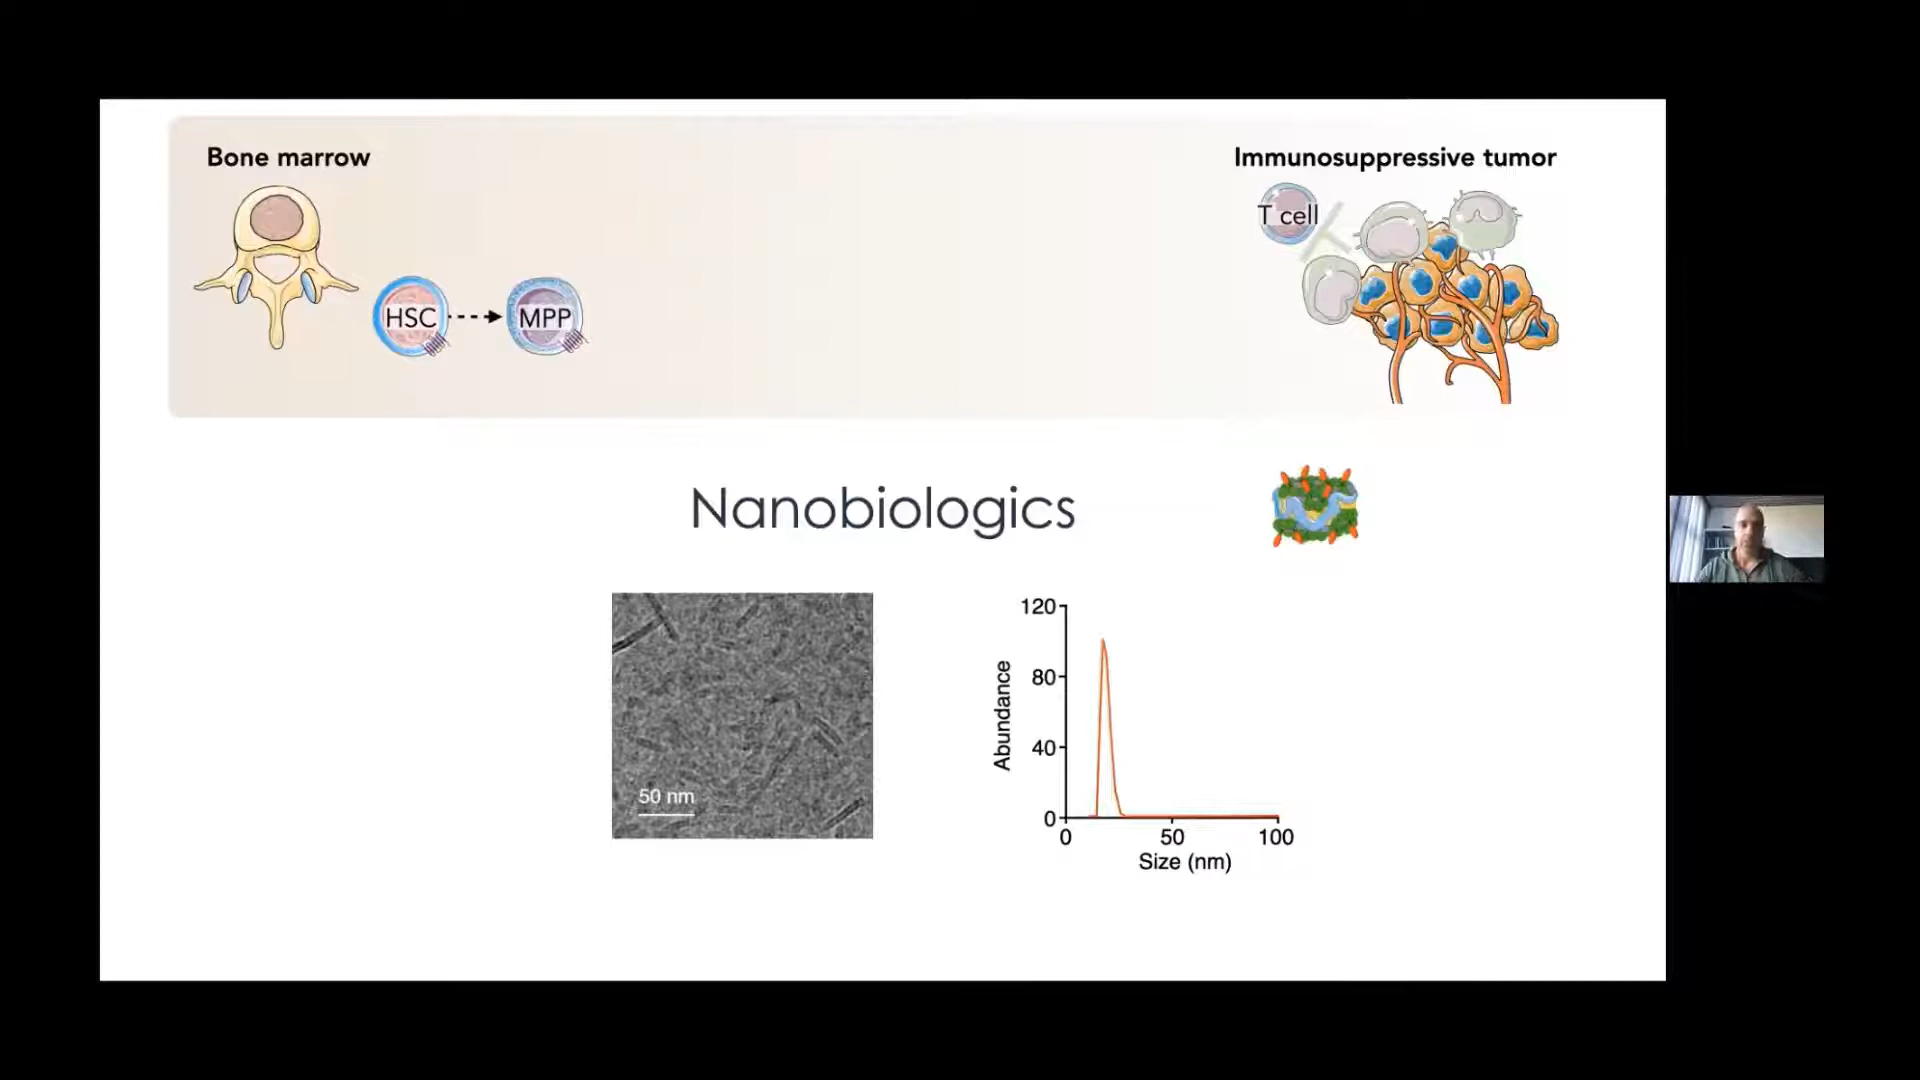 Bone marrow
Immunosuppressive tumor
T cell
HSC
MPP
Nanobiologics
50 nm
120
80
40
0
Abundance
0 50 100
Size (nm)